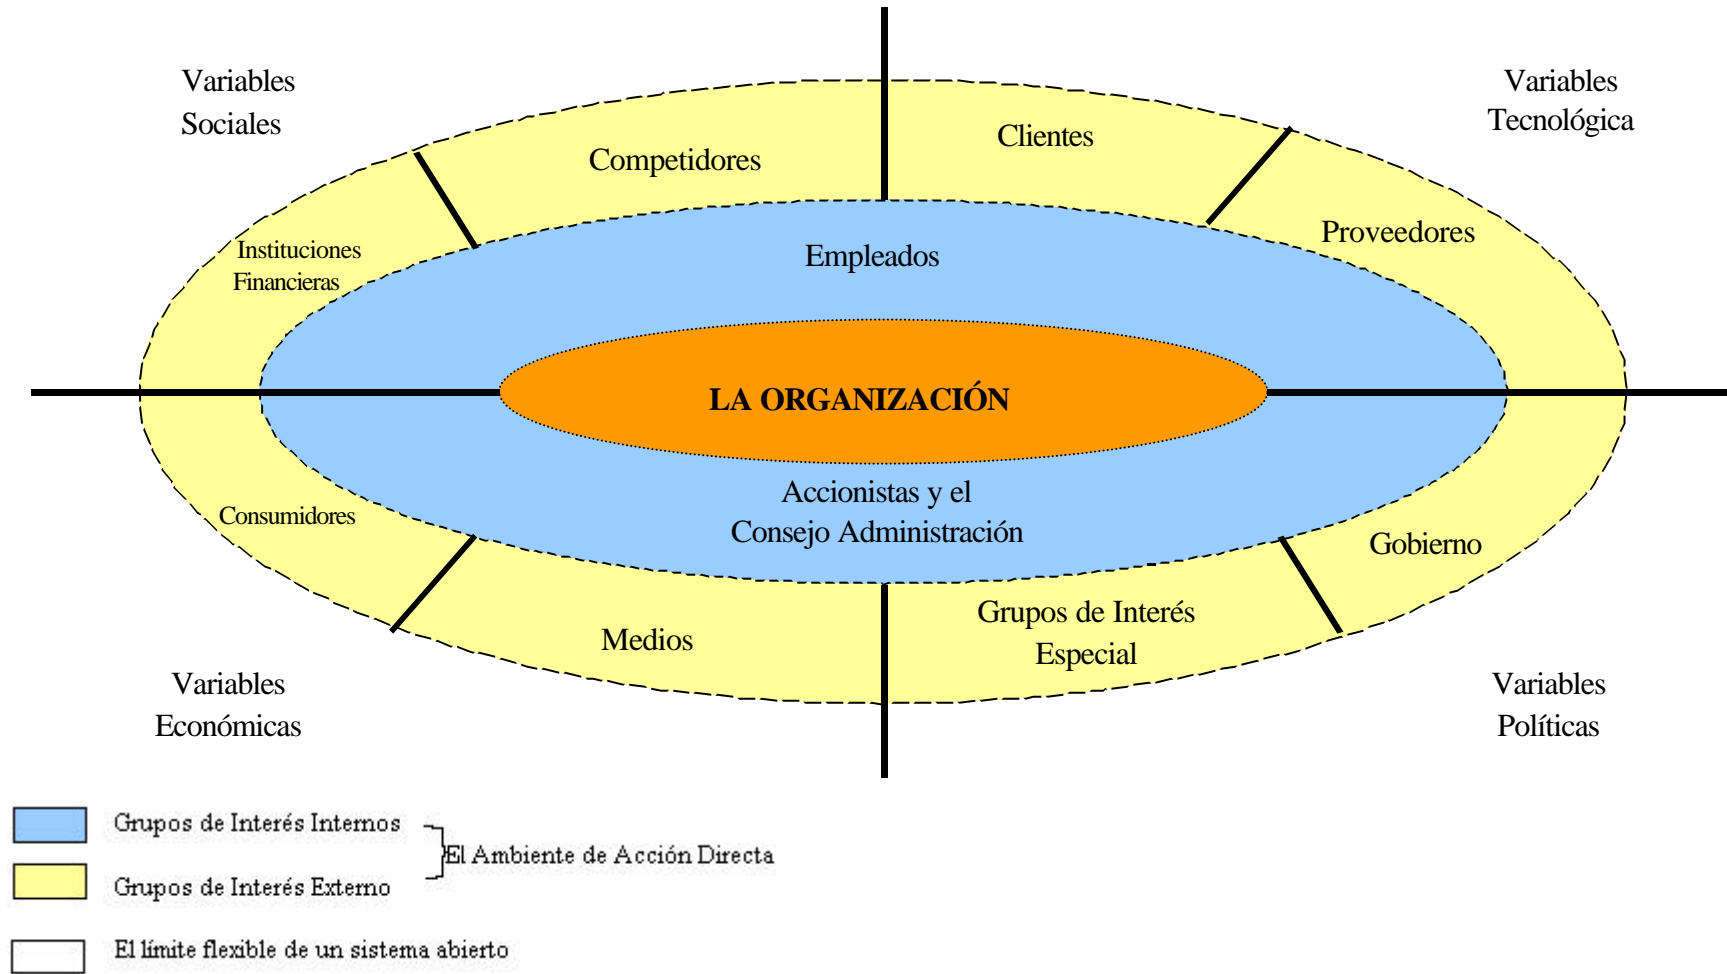 Variables
Sociales
Variables
Tecnológica
Clientes
Competidores
Proveedores
Instituciones
Financieras
Empleados
LA ORGANIZACIÓN
Accionistas y el
Consejo Administración
Consumidores
Gobierno
Grupos de Interés
Especial
Medios
Variables
Económicas
Variables
Políticas
Grupos de Interés Internos
El Ambiente de Acción Directa
Grupos de Interés Externo
El límite flexible de un sistema abierto